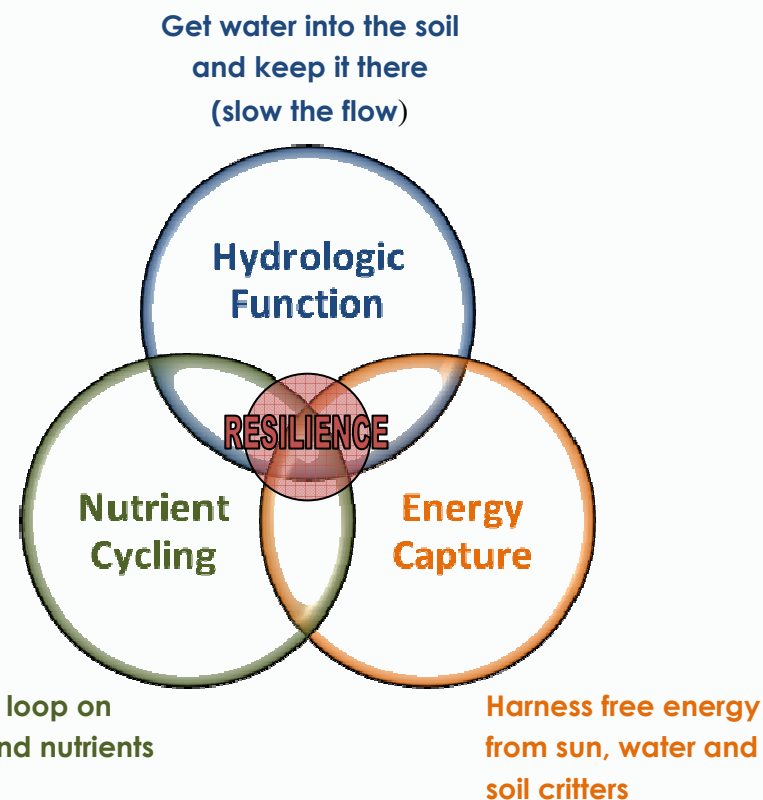 Get water into the soil
and keep it there
(slow the flow)
Hydrologic
Function
RESILIENCE
Nutrient
Cycling
Energy
Capture
loop on
nd nutrients
Harness free energy
from sun, water and
soil critters